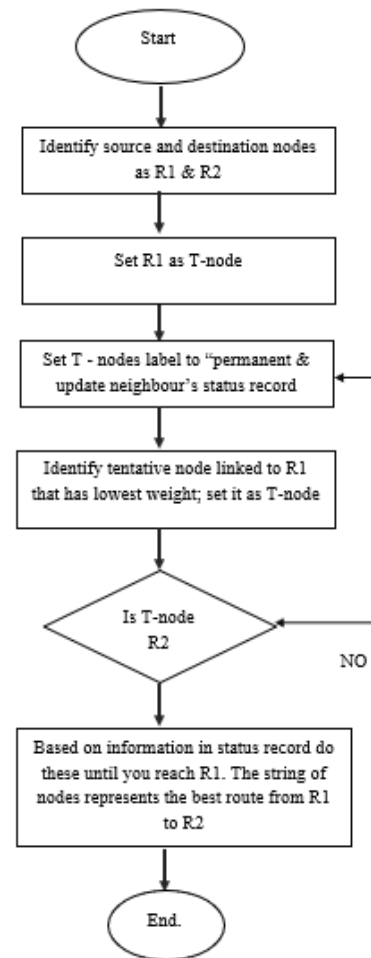 Start
Identify source and destination nodes
as R1 & R2
Set R1 as T-node
Set T - nodes label to “permanent &
update neighbour’s status record
Identify tentative node linked to R1
that has lowest weight; set it as T-node
Is T-node
R2
NO
Based on information in status record do
these until you reach R1. The string of
nodes represents the best route from R1
to R2
End.